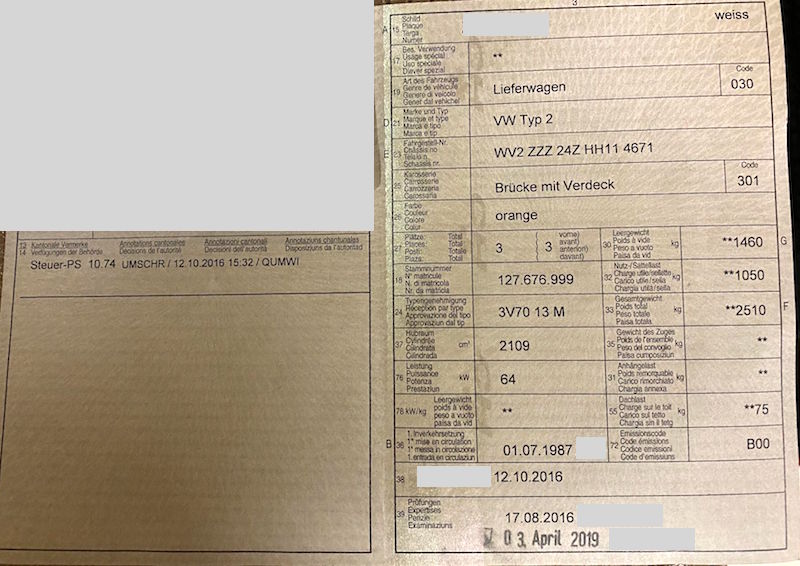 12 Kantonale Vermerke Annotations cantonales Annotazioni cantonali Annotaziuns chantunalas
14 Verfügungen der Behörde Décisions de l'autorité Decisioni dell'autorità Disposiziuns da l'autoritad
Steuer-PS 10.74 UMSCHR / 12.10.2016 15:32 / QUMWI
3
A 15 Schild
Plaque
Targa
Numer
weiss
17 Bes. Verwendung
Usage spécial
Uso speciale
Diever spezial
**
19 Art des Fahrzeugs
Genre de véhicule
Genere di veicolo
Gener dal vehichel
Lieferwagen
Code
030
D 21 Marke und Typ
Marque et type
Marca e tipo
Marca e tip
VW Typ 2
E 23 Fahrgestell-Nr.
Châssis no
Telaio n.
Schassis nr.
WV2 ZZZ 24Z HH11 4671
25 Karosserie
Carrosserie
Carrozzeria
Carossaria
Brücke mit Verdeck
Code
301
26 Farbe
Couleur
Colore
Calur
orange
27 Plätze: Total
Places: Total
Posti: Totale
Plazs: Total
3 ( 3 vorne)
avant)
anteriori)
davant)
30 Leergewicht
Poids à vide
Peso a vuoto
Paisa da vid
kg
**1460
G
18 Stammnummer
N° matricule
N. di matricola
Nr. da matricla
127.676.999
32 Nutz-/Sattellast
Charge utile/sellette
Carico utile/sella
Chargia utila/sella
kg
**1050
24 Typengenehmigung
Réception par type
Approvazione del tipo
Approvaziun dal tip
3V70 13 M
33 Gesamtgewicht
Poids total
Peso totale
Paisa totala
kg
**2510
F
37 Hubraum
Cylindrée
Cilindrata
Cilindrada
cm³
2109
35 Gewicht des Zuges
Poids de l'ensemble
Peso del convoglio
Paisa cumposiziun
kg
**
76 Leistung
Puissance
Potenza
Prestaziun
kW
64
31 Anhängelast
Poids remorquable
Carico rimorchiato
Chargia annexa
kg
**
78 kW/kg Leergewicht
poids à vide
peso a vuoto
paisa da vid
**
55 Dachlast
Charge sur le toit
Carico sul tetto
Chargia sin il tetg
kg
**75
B 36 1. Inverkehrsetzung
1re mise en circulation
1a messa in circolazione
1. entrada en circulaziun
01.07.1987
72 Emissionscode
Code émissions
Codice emissioni
Code d'emissiuns
B00
38
12.10.2016
39 Prüfungen
Expertises
Perizie
Examinaziuns
17.08.2016
0 3. April 2019